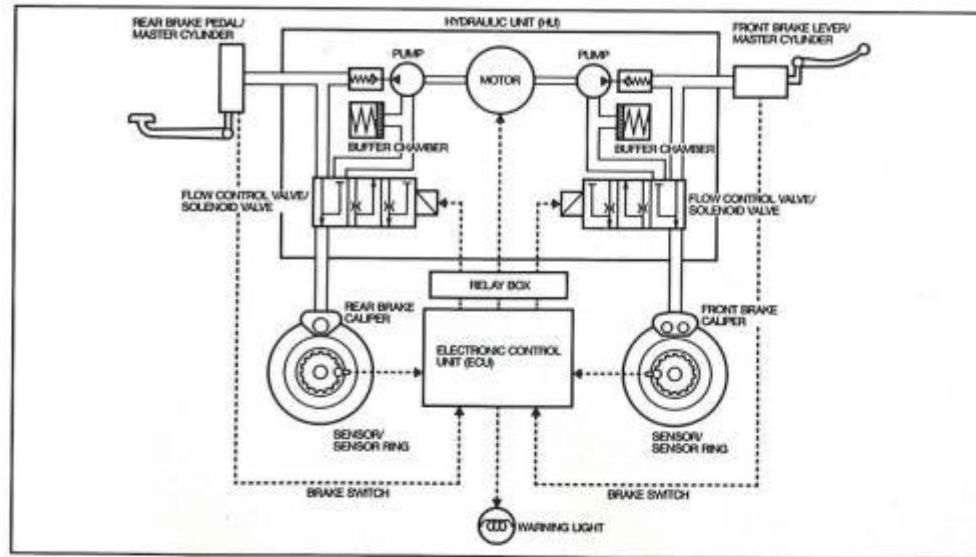 REAR BRAKE PEDAL/
MASTER CYLINDER
HYDRAULIC UNIT (HU)
FRONT BRAKE LEVER/
MASTER CYLINDER
PUMP
MOTOR
PUMP
BUFFER CHAMBER
BUFFER CHAMBER
FLOW CONTROL VALVE/
SOLENOID VALVE
FLOW CONTROL VALVE/
SOLENOID VALVE
RELAY BOX
REAR BRAKE
CALIPER
FRONT BRAKE
CALIPER
ELECTRONIC CONTROL
UNIT (ECU)
SENSOR/
SENSOR RING
SENSOR/
SENSOR RING
BRAKE SWITCH
BRAKE SWITCH
WARNING LIGHT